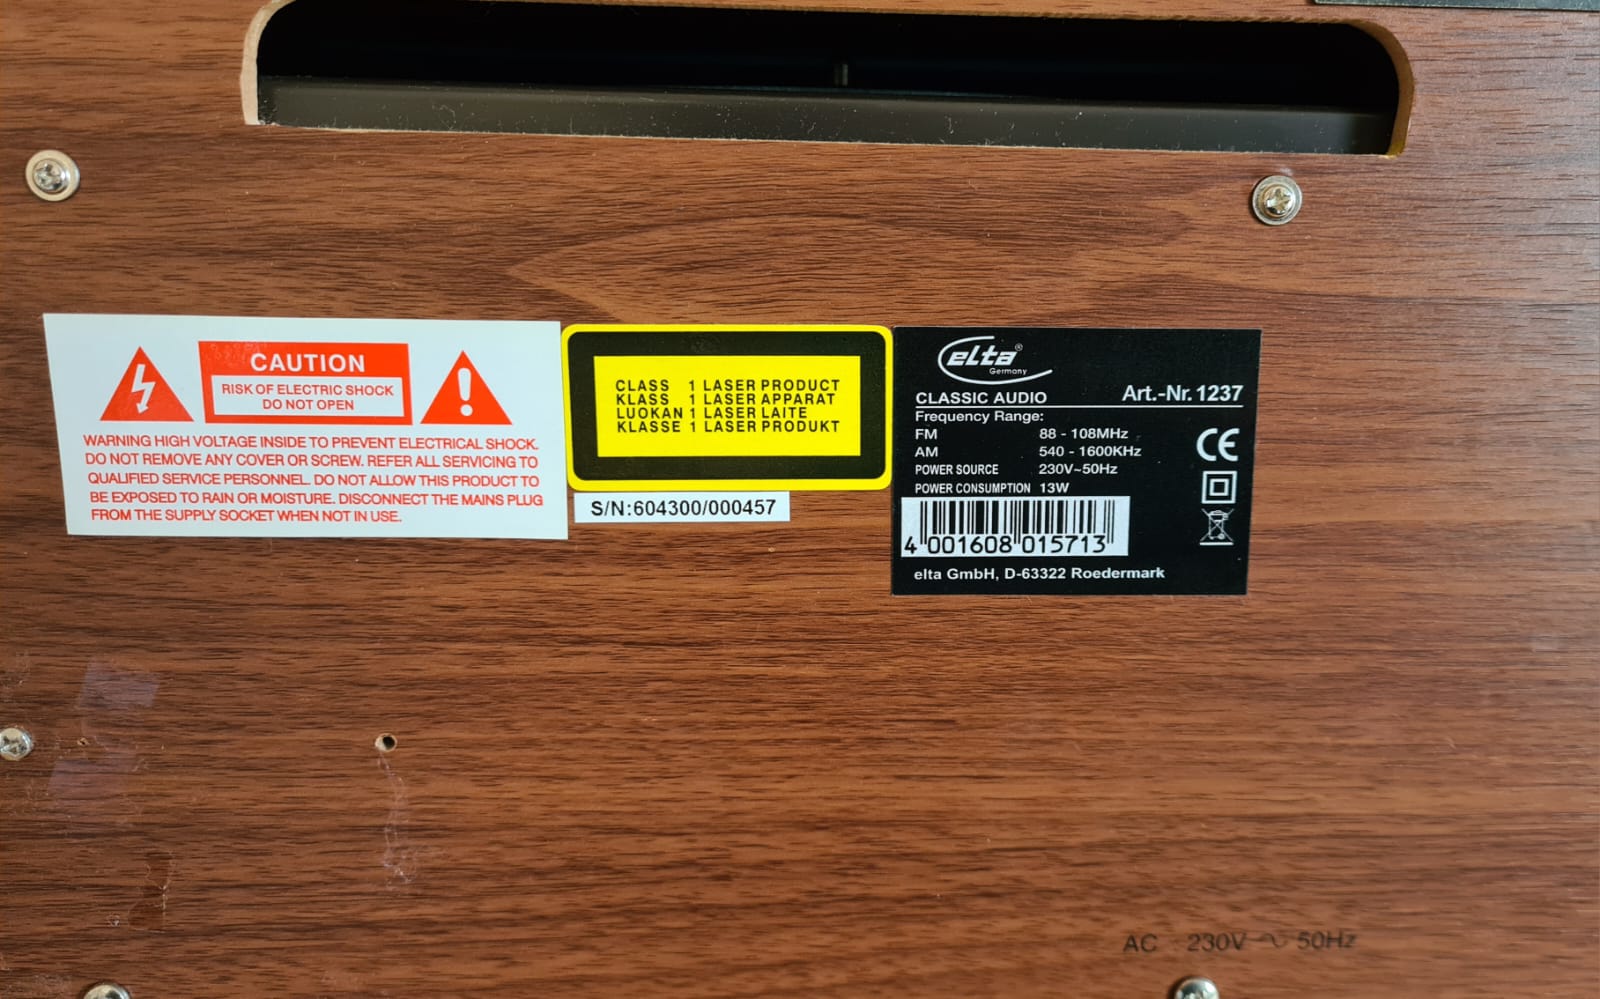 CAUTION
RISK OF ELECTRIC SHOCK
DO NOT OPEN
WARNING HIGH VOLTAGE INSIDE TO PREVENT ELECTRICAL SHOCK.
DO NOT REMOVE ANY COVER OR SCREW. REFER ALL SERVICING TO
QUALIFIED SERVICE PERSONNEL. DO NOT ALLOW THIS PRODUCT TO
BE EXPOSED TO RAIN OR MOISTURE. DISCONNECT THE MAINS PLUG
FROM THE SUPPLY SOCKET WHEN NOT IN USE.
CLASS 1 LASER PRODUCT
KLASS 1 LASER APPARAT
LUOKAN 1 LASER LAITE
KLASSE 1 LASER PRODUKT
S/N:604300/000457
elta®
Germany
CLASSIC AUDIO Art.-Nr. 1237
Frequency Range:
FM 88 - 108MHz
AM 540 - 1600KHz
POWER SOURCE 230V~50Hz
POWER CONSUMPTION 13W
CE
4 001608 015713
elta GmbH, D-63322 Roedermark
AC 230V ~ 50Hz